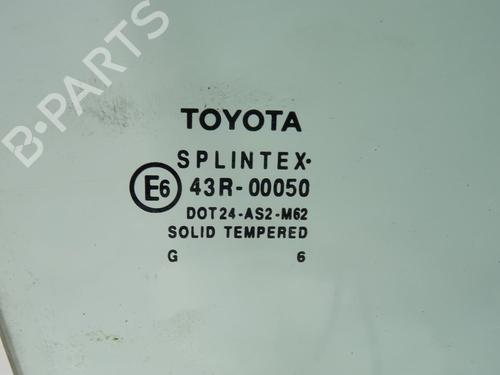 B-PARTS
TOYOTA
SPLINTEX·
E6 43R-00050
DOT24-AS2-M62
SOLID TEMPERED
G 6